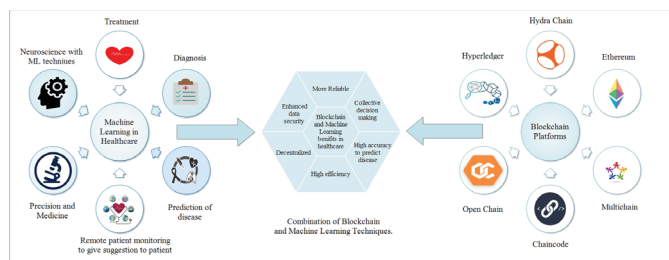 Treatment
Neuroscience with
ML techniues
Diagnosis
Machine
Learning in
Healthcare
Precision and
Medicine
Prediction of
disease
Remote patient monitoring
to give suggestion to patient
More Reliable
Enhanced
data
security
Collective
decision
making
Blockchain
and Machine
Learning
benefits in
healthcare
Decentralized
High accuracy
to predict
disease
High efficiency
Combination of Blockchain
and Machine Learning Techniques.
Hydra Chain
Hyperledger
Ethereum
Blockchain
Platforms
Open Chain
Multichain
Chaincode